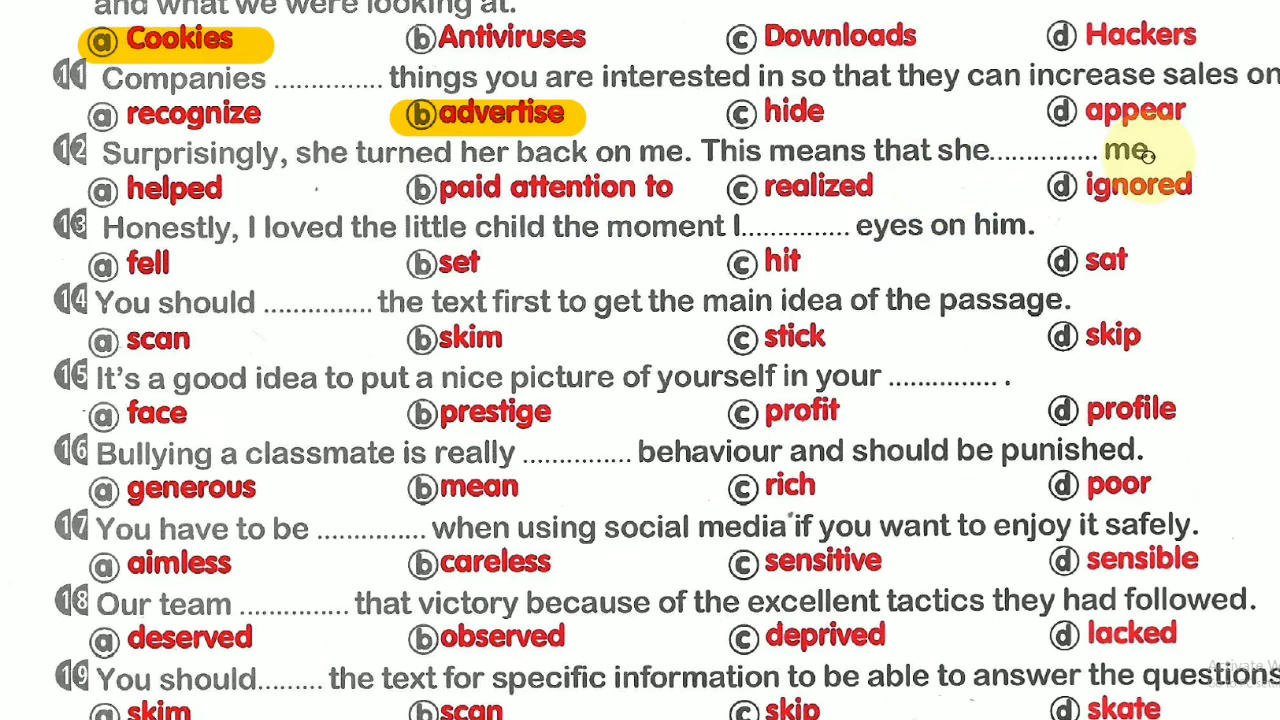 and what we were looking at.
a Cookies b Antiviruses c Downloads d Hackers
11 Companies ............... things you are interested in so that they can increase sales on
a recognize b advertise c hide d appear
12 Surprisingly, she turned her back on me. This means that she............... me.
a helped b paid attention to c realized d ignored
13 Honestly, I loved the little child the moment I............... eyes on him.
a fell b set c hit d sat
14 You should ............... the text first to get the main idea of the passage.
a scan b skim c stick d skip
15 It's a good idea to put a nice picture of yourself in your ............... .
a face b prestige c profit d profile
16 Bullying a classmate is really ............... behaviour and should be punished.
a generous b mean c rich d poor
17 You have to be ............... when using social media if you want to enjoy it safely.
a aimless b careless c sensitive d sensible
18 Our team ............... that victory because of the excellent tactics they had followed.
a deserved b observed c deprived d lacked
19 You should......... the text for specific information to be able to answer the questions
a skim b scan c skip d skate
Activate W